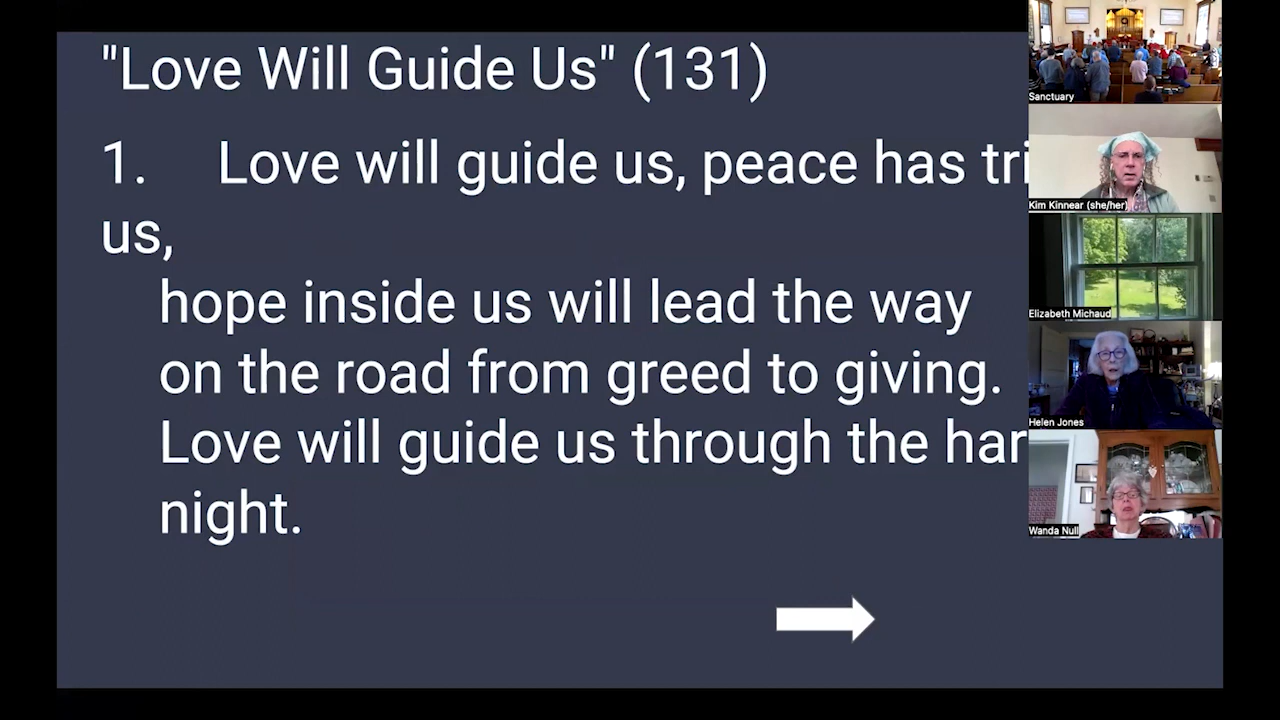 "Love Will Guide Us" (131)
1. Love will guide us, peace has
us,
hope inside us will lead the way
on the road from greed to giving.
Love will guide us through the
night.
Sanctuary
Kim Kinnear (she/her)
Elizabeth Michaud
Helen Jones
Wanda Null